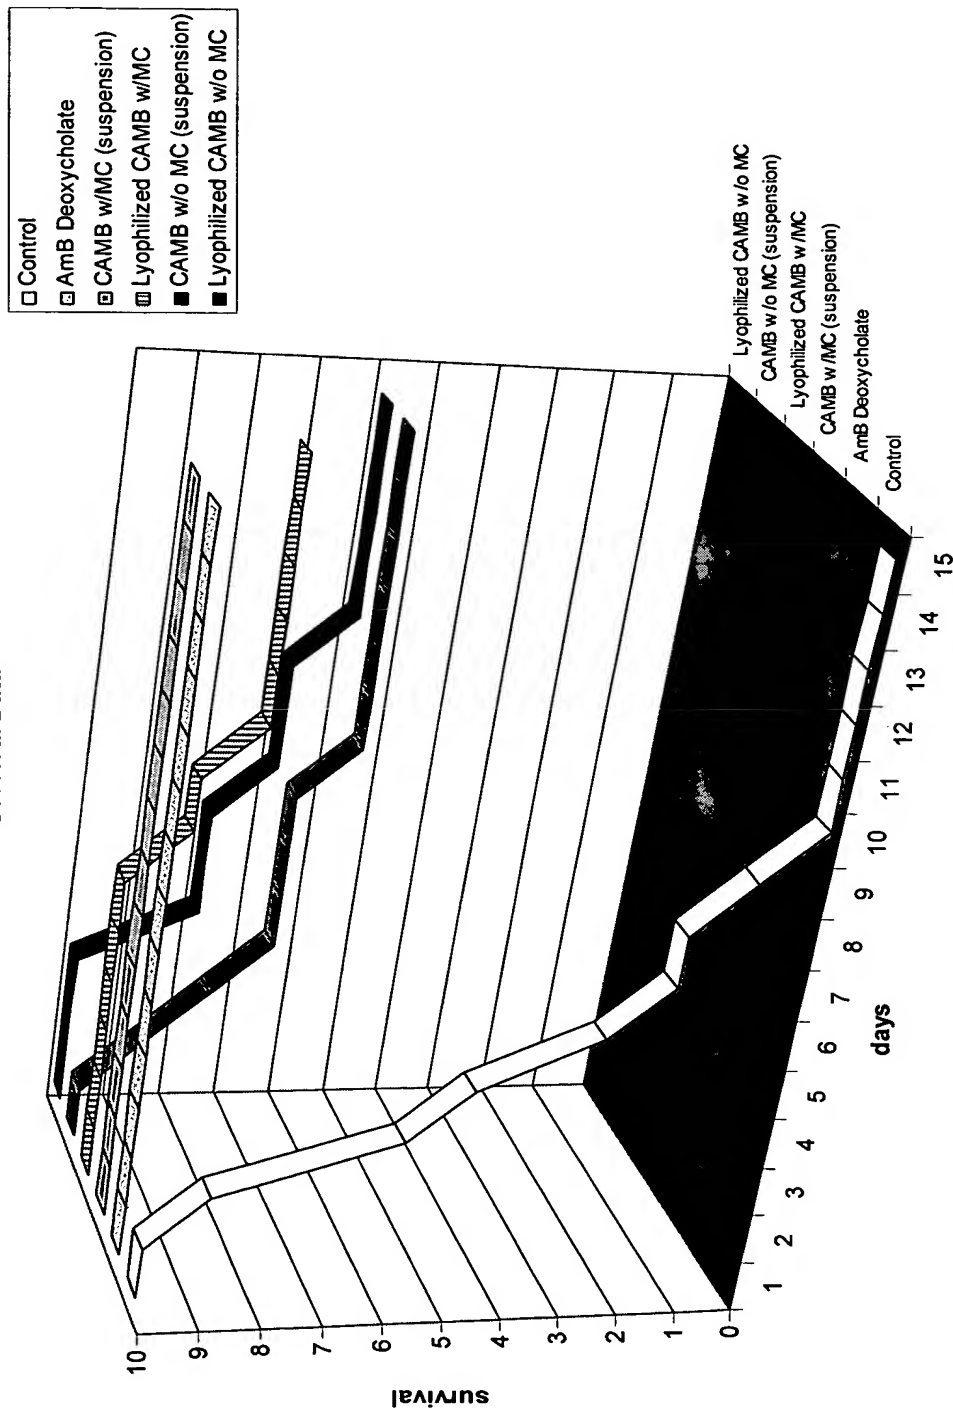 Control
AmB Deoxycholate
CAMB w/MC (suspension)
Lyophilized CAMB w/MC
CAMB w/o MC (suspension)
Lyophilized CAMB w/o MC
survival
10
9
8
7
6
5
4
3
2
1
0
1
2
3
4
5
6
7
8
9
10
11
12
13
14
15
days
Lyophilized CAMB w/o MC
CAMB w/o MC (suspension)
Lyophilized CAMB w/MC
CAMB w/MC (suspension)
AmB Deoxycholate
Control